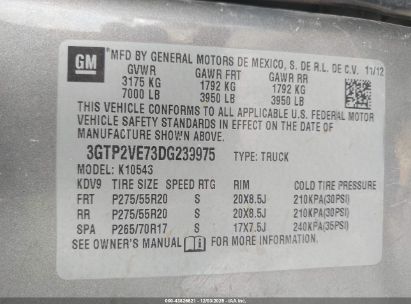 GM
*MFD BY GENERAL MOTORS DE MEXICO, S. DE R.L. DE C.V. 11/12
GVWR GAWR FRT GAWR RR
3175 KG 1792 KG 1792 KG
7000 LB 3950 LB 3950 LB
THIS VEHICLE CONFORMS TO ALL APPLICABLE U.S. FEDERAL MOTOR
VEHICLE SAFETY STANDARDS IN EFFECT ON THE DATE OF
MANUFACTURE SHOWN ABOVE.
3GTP2VE73DG239975 TYPE: TRUCK
MODEL: K10543
KDV9 TIRE SIZE SPEED RTG RIM COLD TIRE PRESSURE
FRT P275/55R20 S 20X8.5J 210KPA(30PSI)
RR P275/55R20 S 20X8.5J 210KPA(30PSI)
SPA P265/70R17 S 17X7.5J 240KPA(35PSI)
SEE OWNER'S MANUAL FOR MORE INFORMATION.